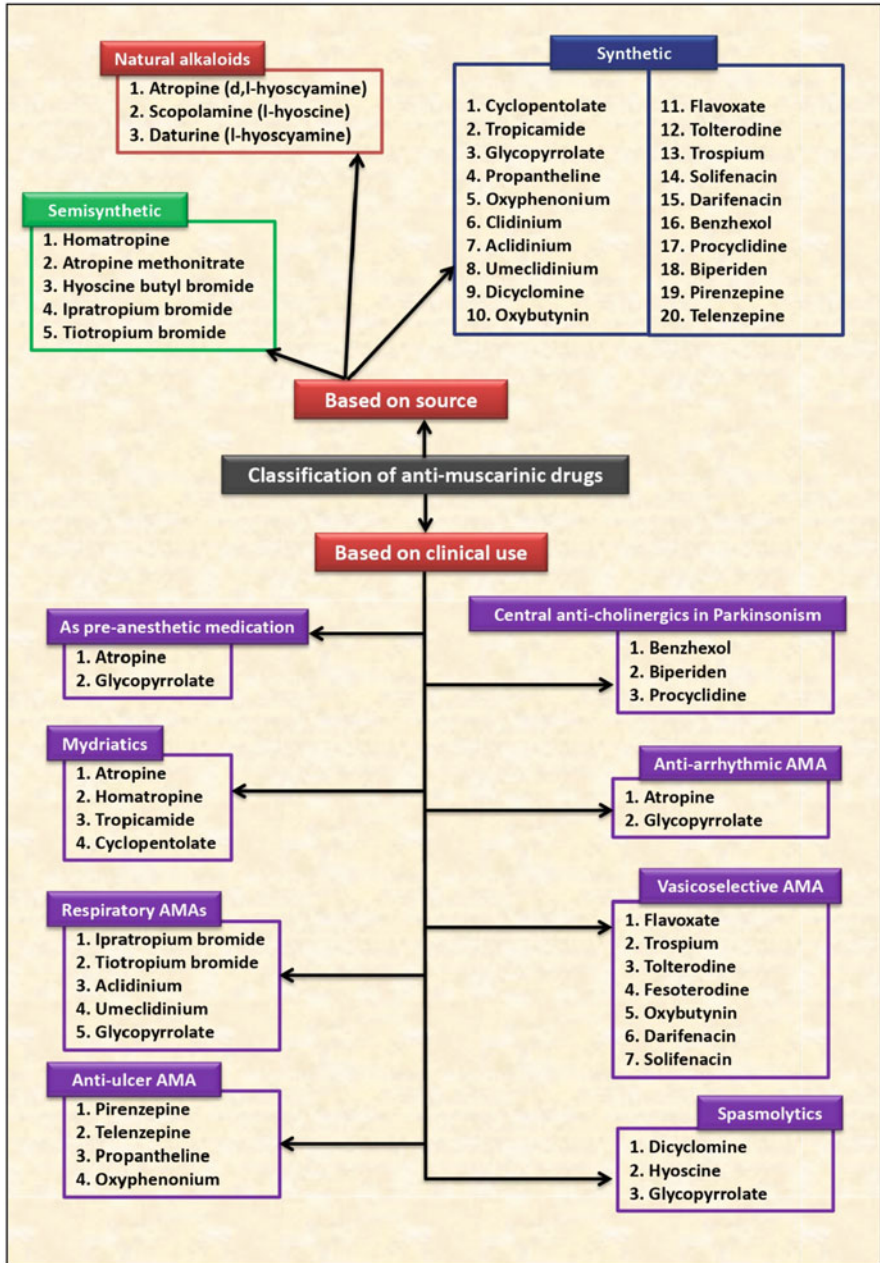 Natural alkaloids
1. Atropine (d,l-hyoscyamine)
2. Scopolamine (l-hyoscine)
3. Daturine (l-hyoscyamine)
Synthetic
1. Cyclopentolate
2. Tropicamide
3. Glycopyrrolate
4. Propantheline
5. Oxyphenonium
6. Clidinium
7. Aclidinium
8. Umeclidinium
9. Dicyclomine
10. Oxybutynin
11. Flavoxate
12. Tolterodine
13. Trospium
14. Solifenacin
15. Darifenacin
16. Benzhexol
17. Procyclidine
18. Biperiden
19. Pirenzepine
20. Telenzepine
Semisynthetic
1. Homatropine
2. Atropine methonitrate
3. Hyoscine butyl bromide
4. Ipratropium bromide
5. Tiotropium bromide
Based on source
Classification of anti-muscarinic drugs
Based on clinical use
As pre-anesthetic medication
1. Atropine
2. Glycopyrrolate
Central anti-cholinergics in Parkinsonism
1. Benzhexol
2. Biperiden
3. Procyclidine
Mydriatics
1. Atropine
2. Homatropine
3. Tropicamide
4. Cyclopentolate
Anti-arrhythmic AMA
1. Atropine
2. Glycopyrrolate
Respiratory AMAs
1. Ipratropium bromide
2. Tiotropium bromide
3. Aclidinium
4. Umeclidinium
5. Glycopyrrolate
Vasicoselective AMA
1. Flavoxate
2. Trospium
3. Tolterodine
4. Fesoterodine
5. Oxybutynin
6. Darifenacin
7. Solifenacin
Anti-ulcer AMA
1. Pirenzepine
2. Telenzepine
3. Propantheline
4. Oxyphenonium
Spasmolytics
1. Dicyclomine
2. Hyoscine
3. Glycopyrrolate